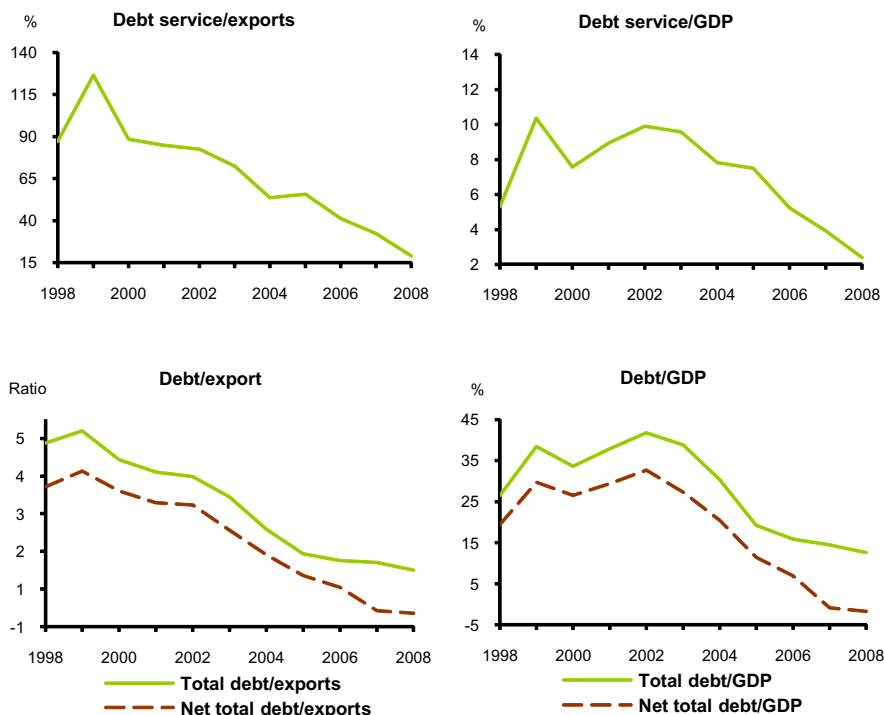 Debt service/exports
%
140
115
90
65
40
15
1998 2000 2002 2004 2006 2008
Debt service/GDP
%
14
12
10
8
6
4
2
1998 2000 2002 2004 2006 2008
Debt/export
Ratio
5
4
3
2
1
-1
1998 2000 2002 2004 2006 2008
Total debt/exports
Net total debt/exports
Debt/GDP
%
45
35
25
15
5
-5
1998 2000 2002 2004 2006 2008
Total debt/GDP
Net total debt/GDP